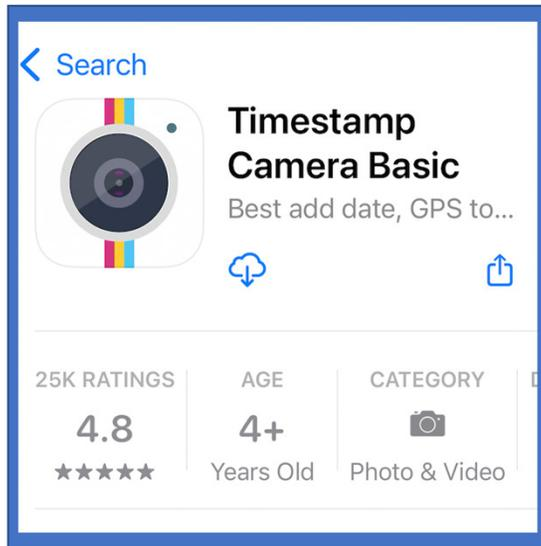 Search
Timestamp
Camera Basic
Best add date, GPS to...
25K RATINGS
AGE
CATEGORY
4.8
4+
Years Old
Photo & Video